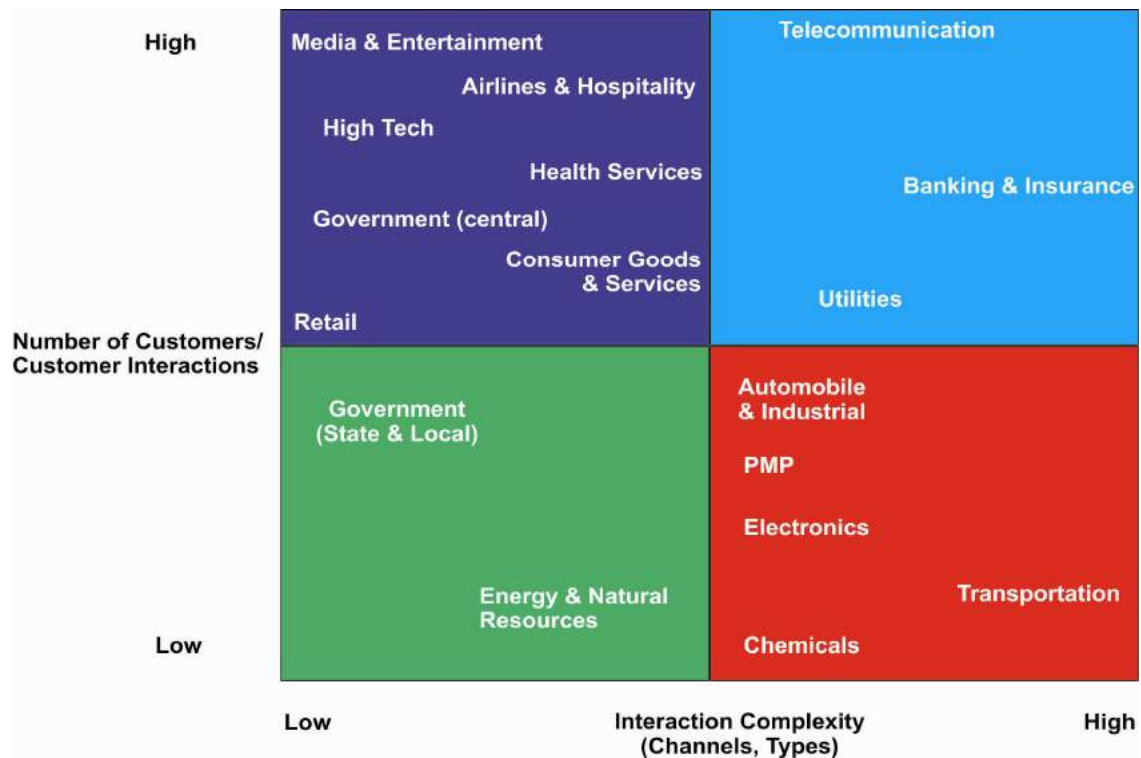 High
Media & Entertainment
Telecommunication
Airlines & Hospitality
High Tech
Health Services
Banking & Insurance
Government (central)
Consumer Goods
& Services
Utilities
Retail
Number of Customers/
Customer Interactions
Government
(State & Local)
Automobile
& Industrial
PMP
Electronics
Energy & Natural
Resources
Transportation
Low
Chemicals
Low
Interaction Complexity
(Channels, Types)
High